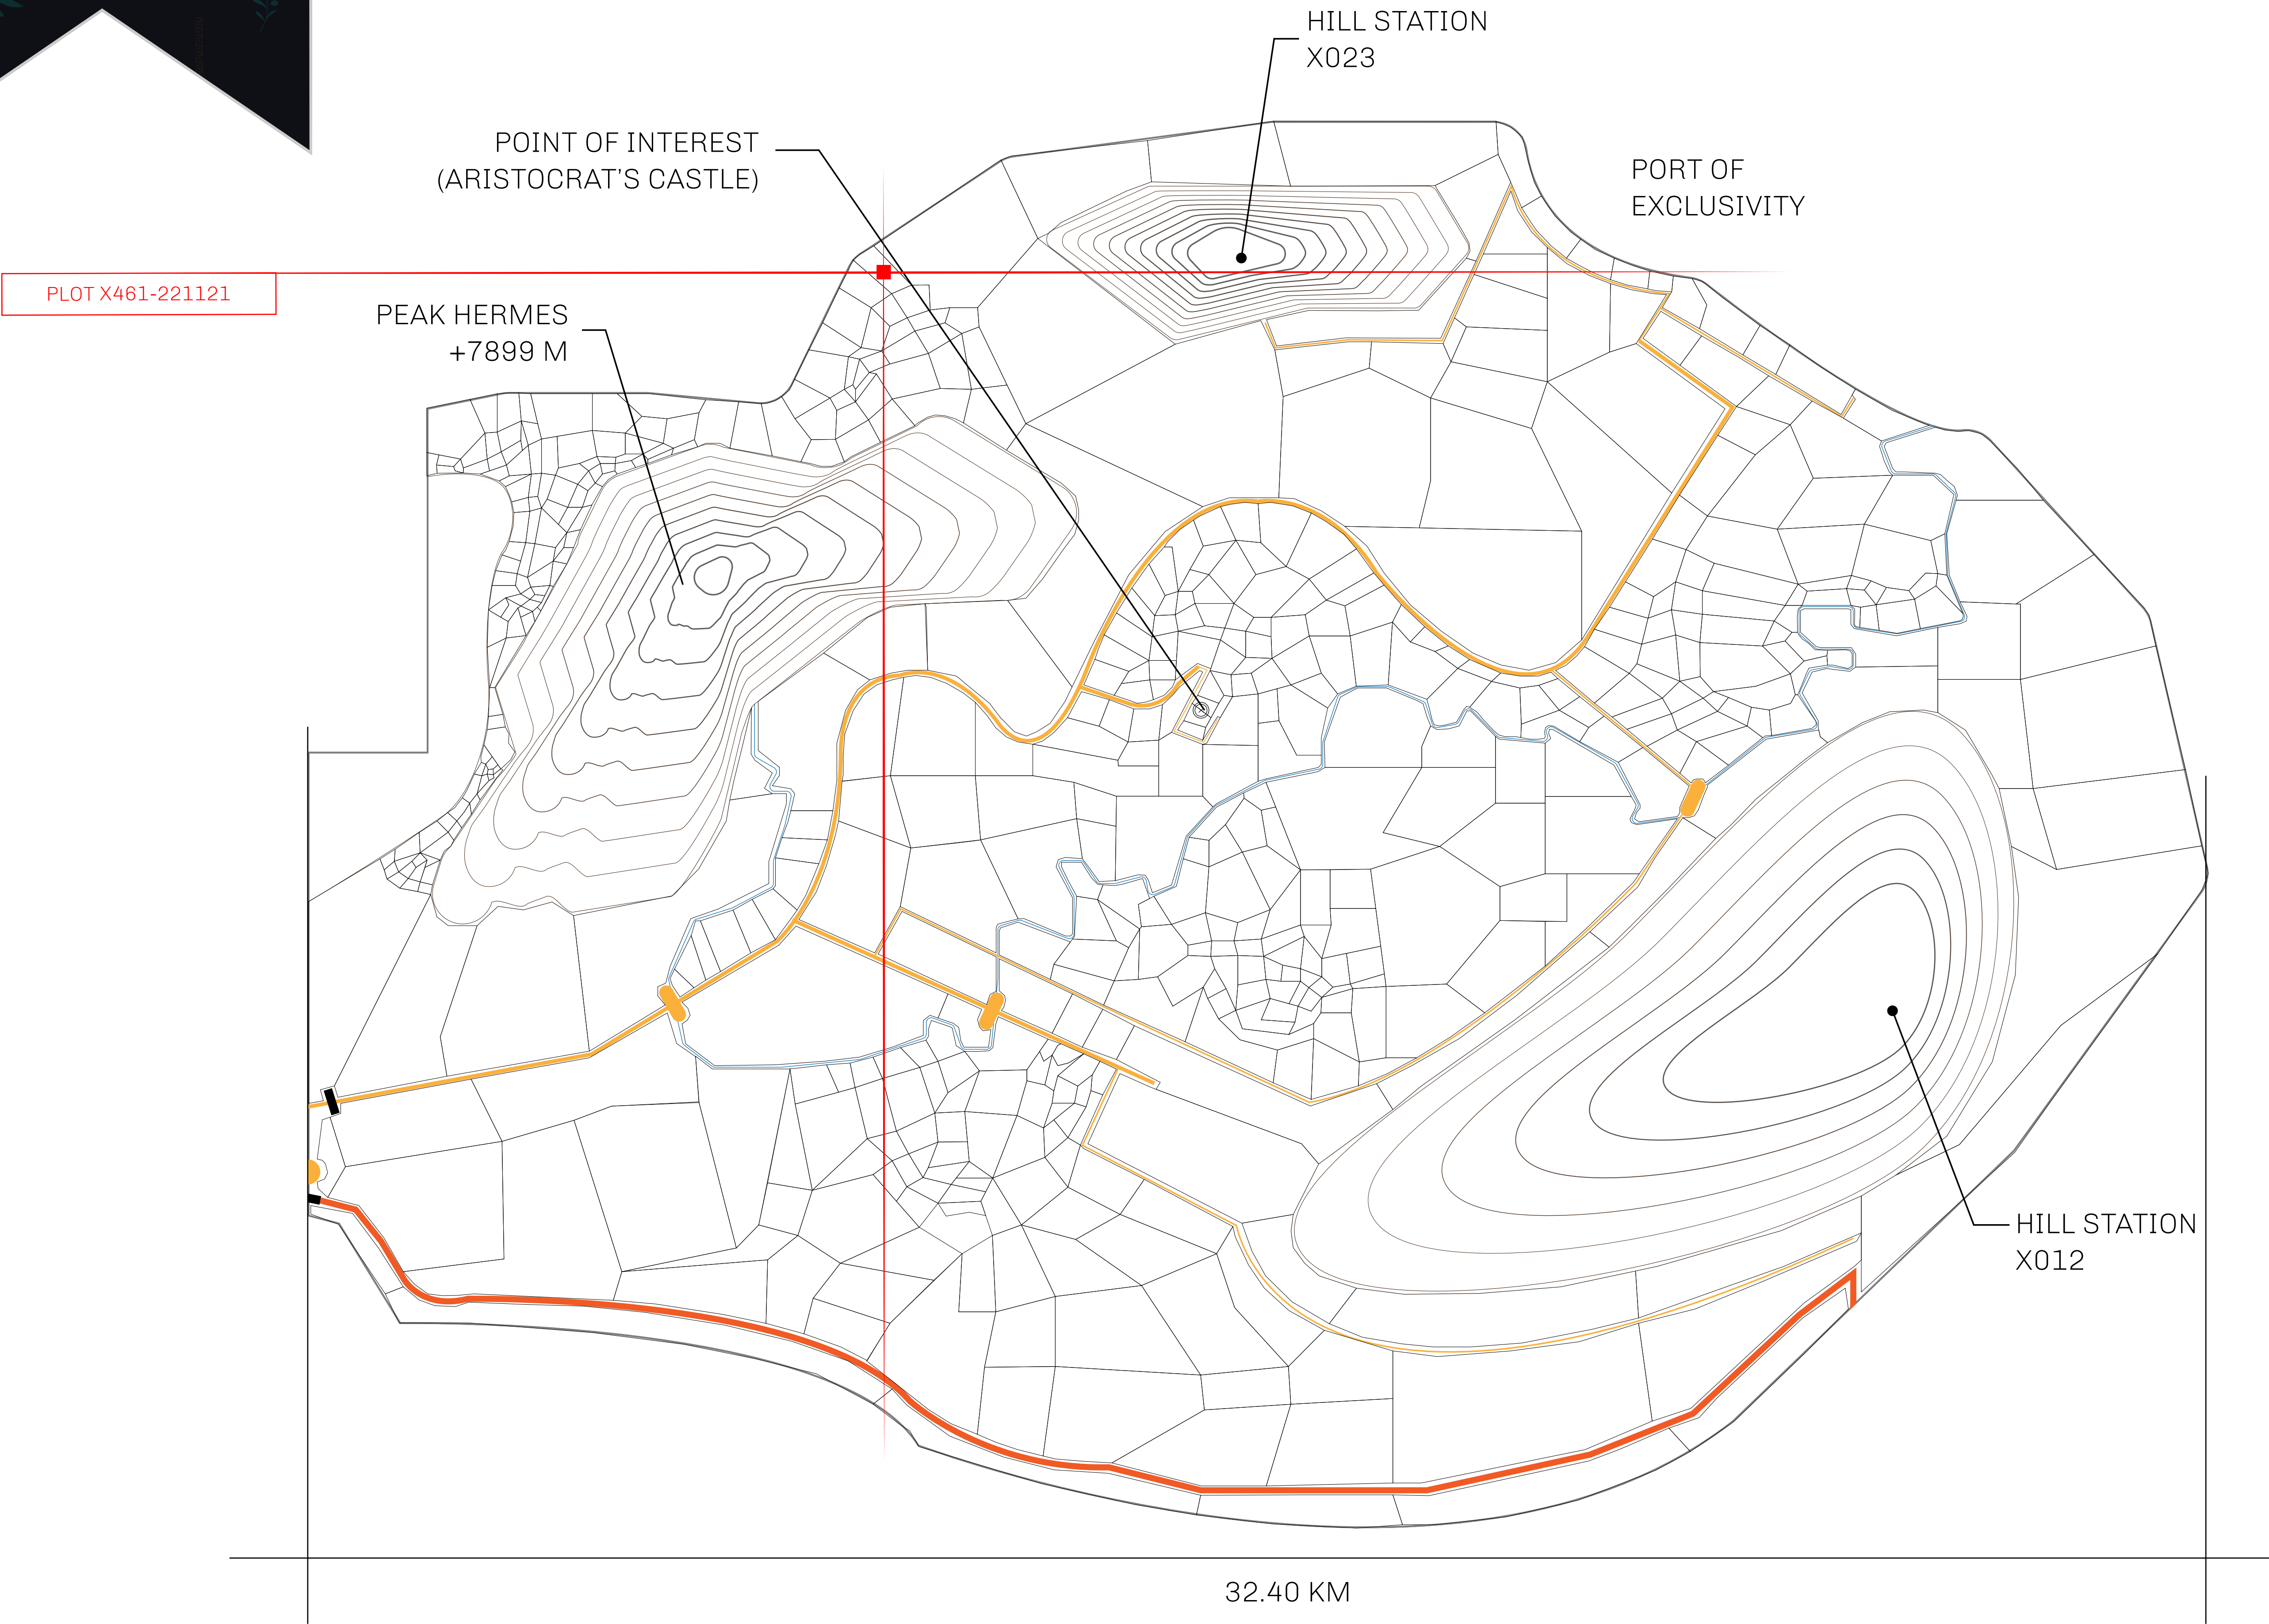 HILL STATION
X023
POINT OF INTEREST
(ARISTOCRAT'S CASTLE)
PORT OF
EXCLUSIVITY
PLOT X461-221121
PEAK HERMES
+7899 M
HILL STATION
X012
32.40 KM